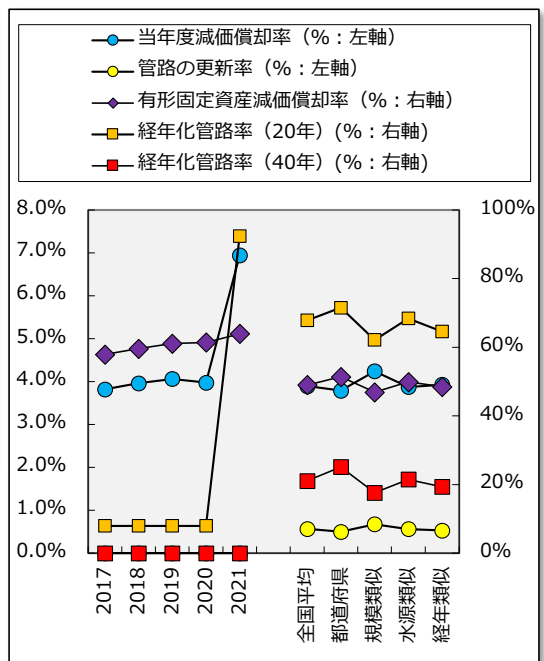 当年度減価償却率（%：左軸）
管路の更新率（%：左軸）
有形固定資産減価償却率（%：右軸）
経年化管路率（20年）(%：右軸)
経年化管路率（40年）(%：右軸)
8.0%
7.0%
6.0%
5.0%
4.0%
3.0%
2.0%
1.0%
0.0%
100%
80%
60%
40%
20%
0%
2017
2018
2019
2020
2021
全国平均
都道府県
規模類似
水源類似
経年類似